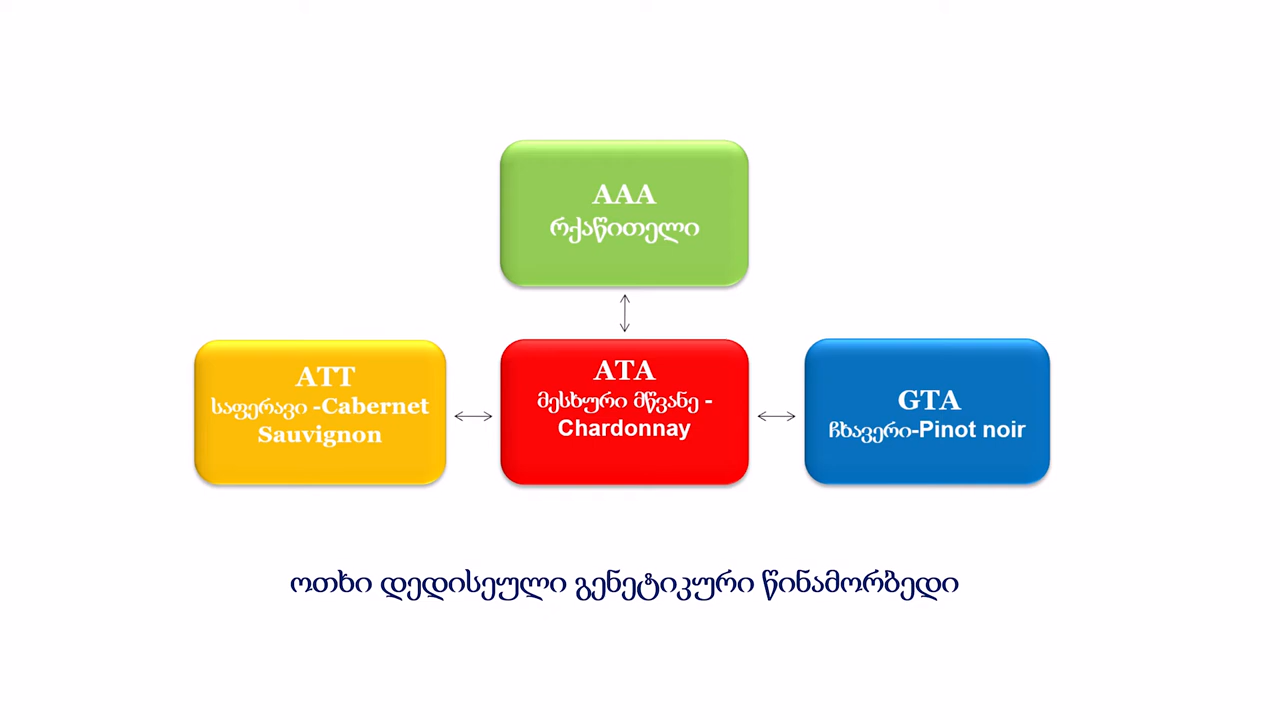 AAA
რქაწითელი
ATT
საფერავი -Cabernet
Sauvignon
ATA
მესხური მწვანე -
Chardonnay
GTA
ჩხავერი-Pinot noir
ოთხი დედისეული გენეტიკური წინამორბედი